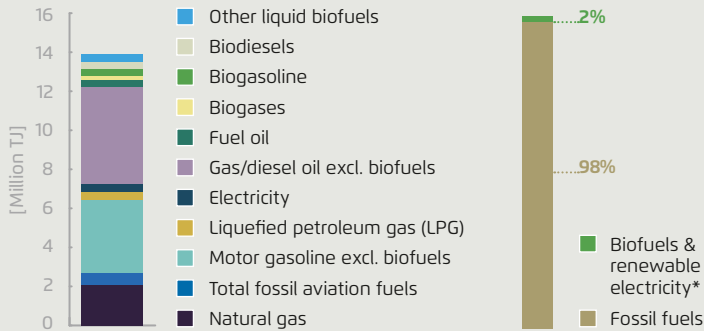 [Million TJ]
16
14
12
10
8
6
4
2
0
Other liquid biofuels
Biodiesels
Biogasoline
Biogases
Fuel oil
Gas/diesel oil excl. biofuels
Electricity
Liquefied petroleum gas (LPG)
Motor gasoline excl. biofuels
Total fossil aviation fuels
Natural gas
2%
98%
Biofuels &
renewable
electricity*
Fossil fuels